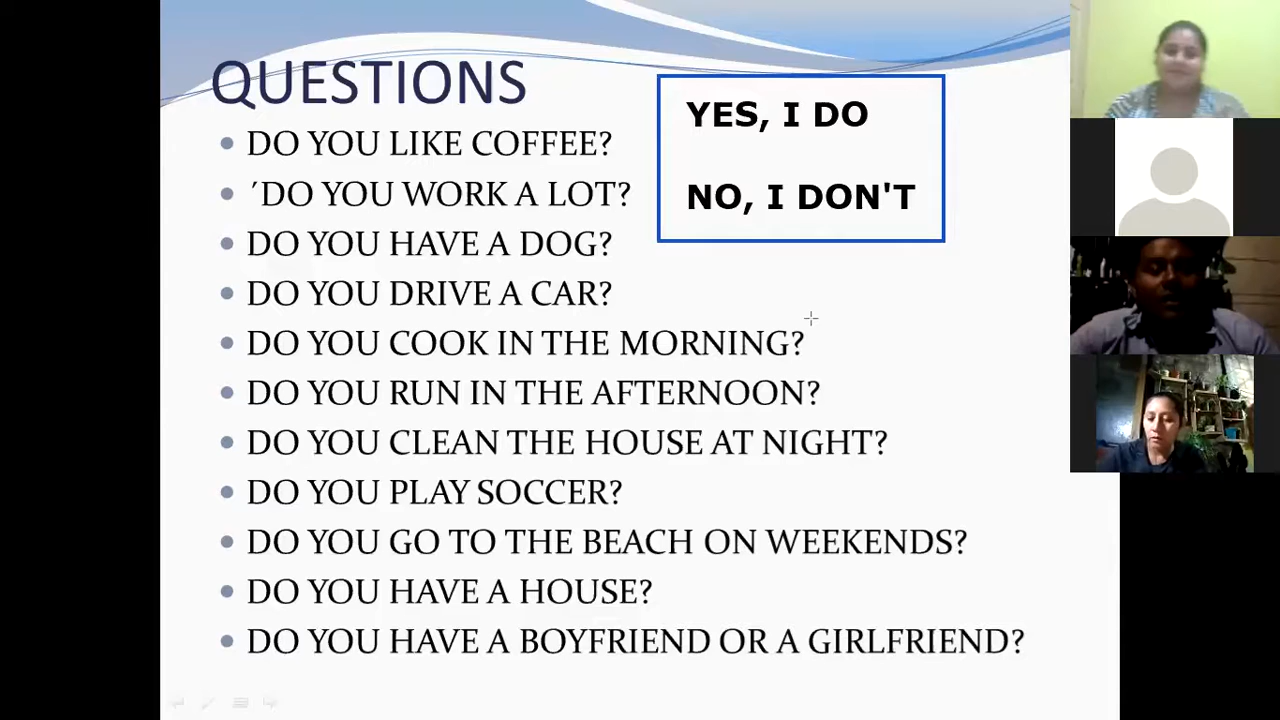 QUESTIONS
YES, I DO
NO, I DON'T
DO YOU LIKE COFFEE?
´DO YOU WORK A LOT?
DO YOU HAVE A DOG?
DO YOU DRIVE A CAR?
DO YOU COOK IN THE MORNING?
DO YOU RUN IN THE AFTERNOON?
DO YOU CLEAN THE HOUSE AT NIGHT?
DO YOU PLAY SOCCER?
DO YOU GO TO THE BEACH ON WEEKENDS?
DO YOU HAVE A HOUSE?
DO YOU HAVE A BOYFRIEND OR A GIRLFRIEND?